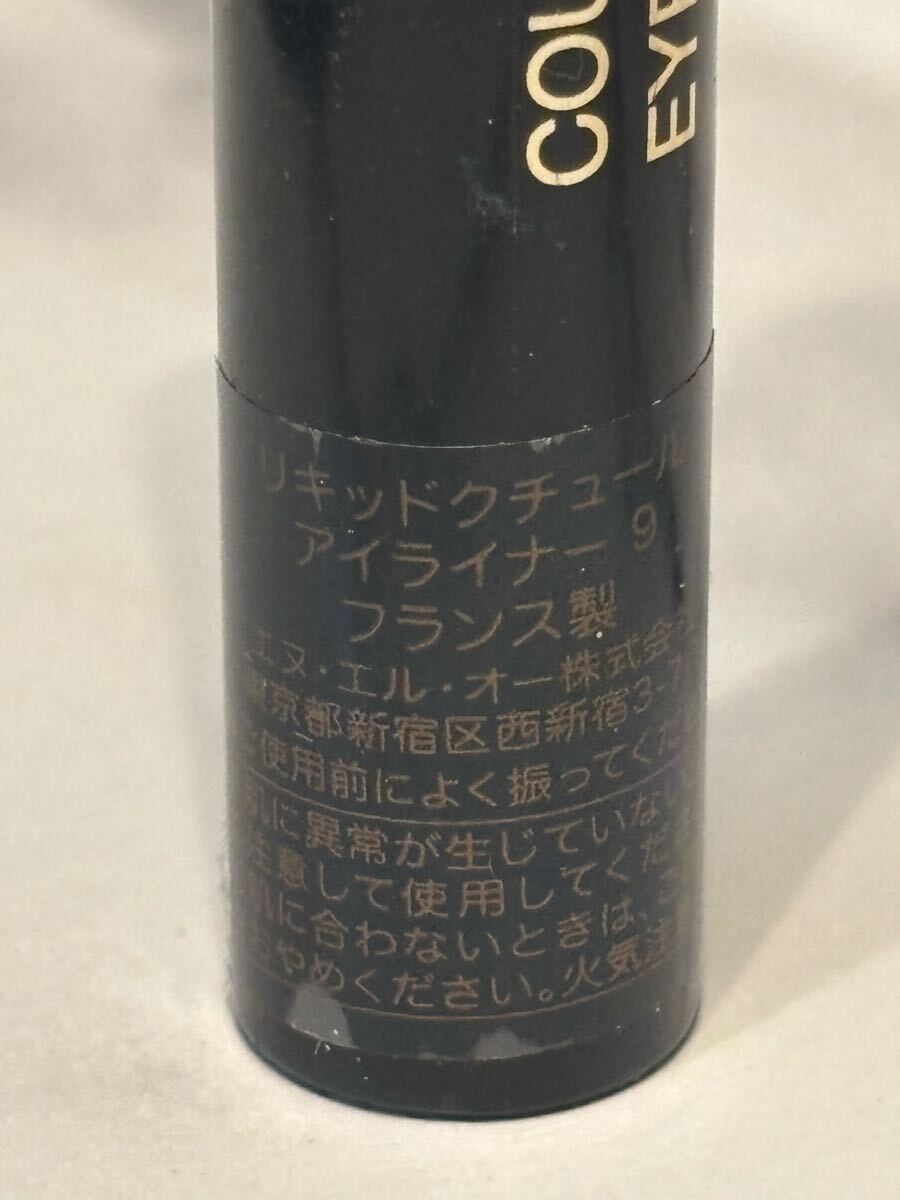 COU
EYE
リキッドクチュール
アイライナー 9
フランス製
エヌ・エル・オー株式会
東京都新宿区西新宿3-7
使用前によく振ってくだ
肌に異常が生じていない
注意して使用してくださ
肌に合わないときは、ご
おやめください。火気注